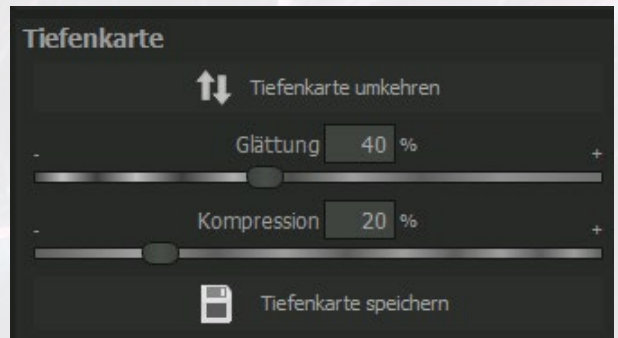 Tiefenkarte
Tiefenkarte umkehren
- Glättung 40 % +
- Kompression 20 % +
Tiefenkarte speichern